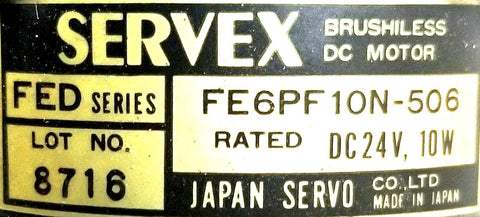 SERVEX BRUSHILESS
DC MOTOR
FED SERIES
FE6PF10N-506
LOT NO.
RATED DC24V, 10W
8716
JAPAN SERVO CO.,LTD
MADE IN JAPAN